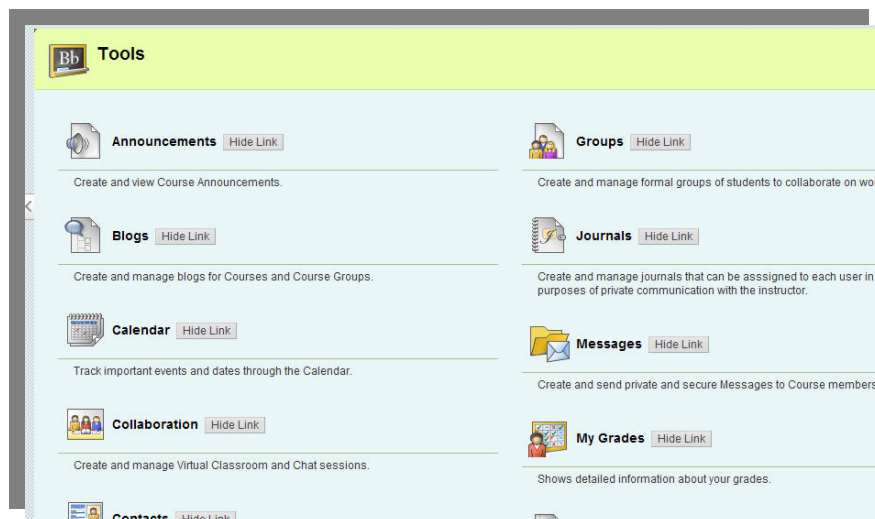 Bb Tools
Announcements Hide Link
Create and view Course Announcements.
Blogs Hide Link
Create and manage blogs for Courses and Course Groups.
Calendar Hide Link
Track important events and dates through the Calendar.
Collaboration Hide Link
Create and manage Virtual Classroom and Chat sessions.
Contacts Hide Link
Groups Hide Link
Create and manage formal groups of students to collaborate on
Journals Hide Link
Create and manage journals that can be asssigned to each user in
purposes of private communication with the instructor.
Messages Hide Link
Create and send private and secure Messages to Course members
My Grades Hide Link
Shows detailed information about your grades.